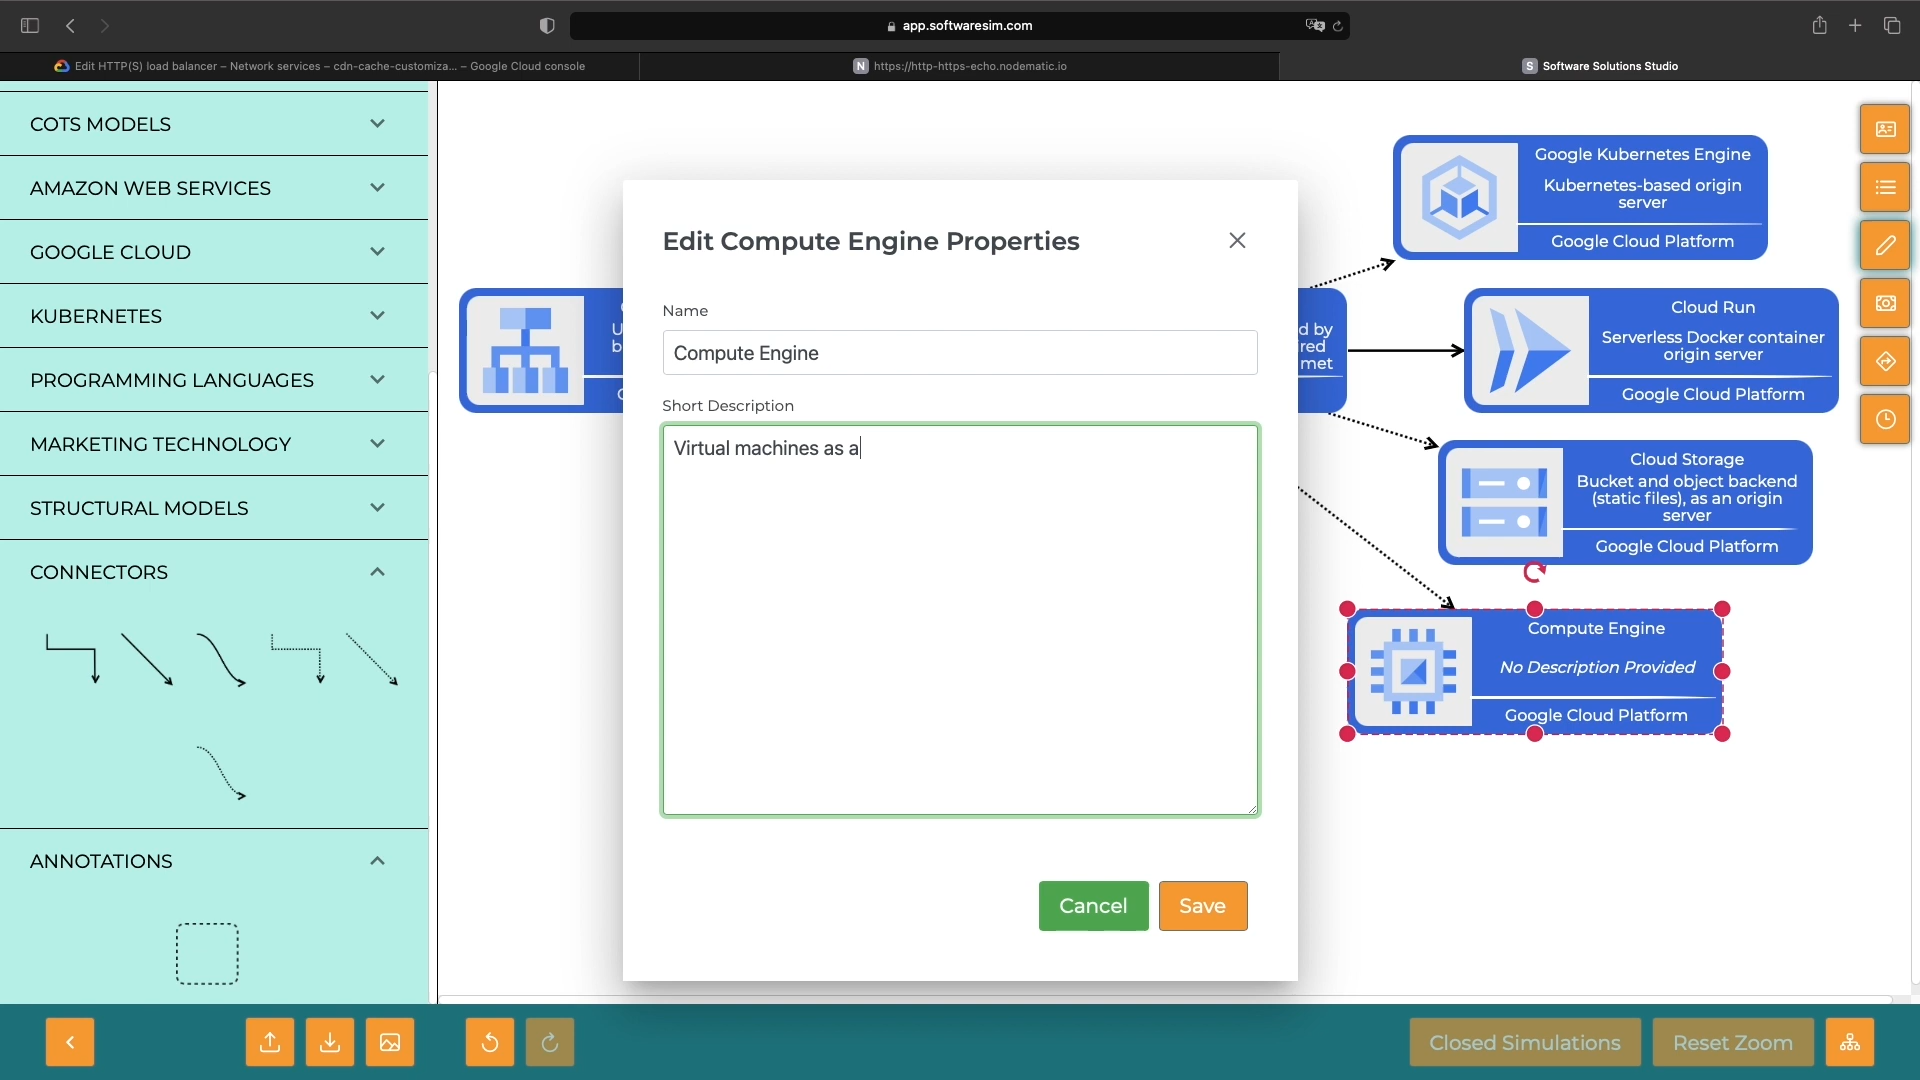 app.softwaresim.com
Edit HTTP(S) load balancer – Network services – cdn-cache-customiza... – Google Cloud console
N https://http-https-echo.nodematic.io
S Software Solutions Studio
COTS MODELS
AMAZON WEB SERVICES
GOOGLE CLOUD
KUBERNETES
PROGRAMMING LANGUAGES
MARKETING TECHNOLOGY
STRUCTURAL MODELS
CONNECTORS
ANNOTATIONS
Edit Compute Engine Properties
Name
Compute Engine
Short Description
Virtual machines as a
Cancel
Save
d by
ired
met
Google Kubernetes Engine
Kubernetes-based origin
server
Google Cloud Platform
Cloud Run
Serverless Docker container
origin server
Google Cloud Platform
Cloud Storage
Bucket and object backend
(static files), as an origin
server
Google Cloud Platform
Compute Engine
No Description Provided
Google Cloud Platform
Closed Simulations
Reset Zoom